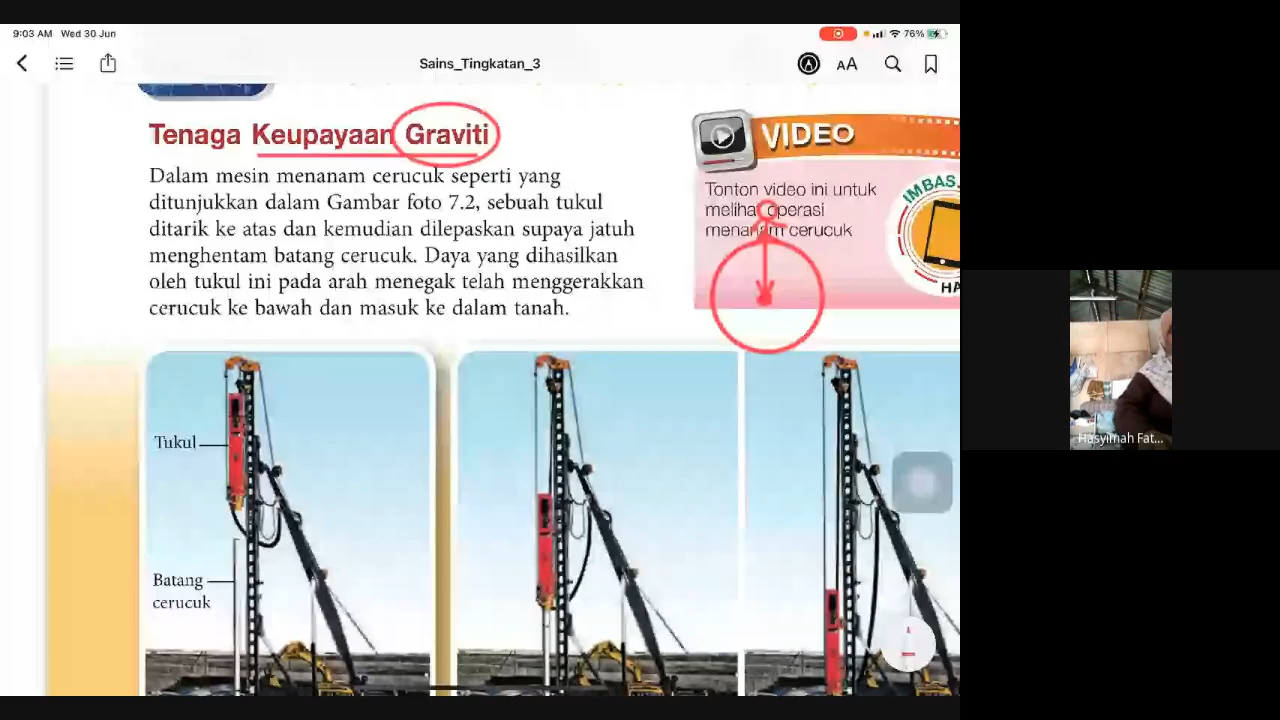 9:03 AM Wed 30 Jun
76%
Sains_Tingkatan_3
AA
Tenaga Keupayaan Graviti
Dalam mesin menanam cerucuk seperti yang
ditunjukkan dalam Gambar foto 7.2, sebuah tukul
ditarik ke atas dan kemudian dilepaskan supaya jatuh
menghentam batang cerucuk. Daya yang dihasilkan
oleh tukul ini pada arah menegak telah menggerakkan
cerucuk ke bawah dan masuk ke dalam tanah.
VIDEO
Tonton video ini untuk
melihat operasi
menanam cerucuk
IMBAS
HA
Tukul
Batang
cerucuk
Hasyimah Fat...